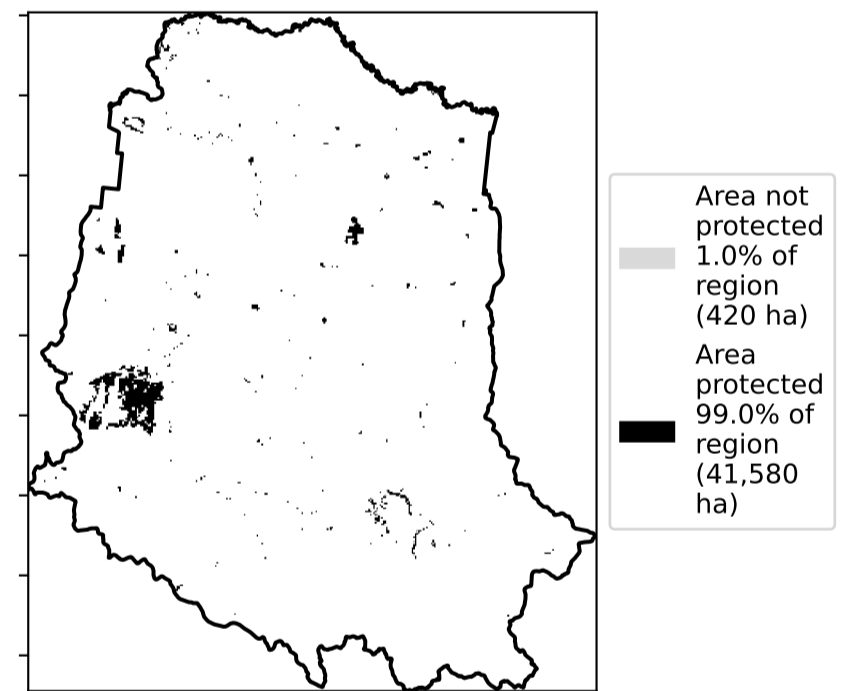 Area not
protected
1.0% of
region
(420 ha)
Area
protected
99.0% of
region
(41,580
ha)